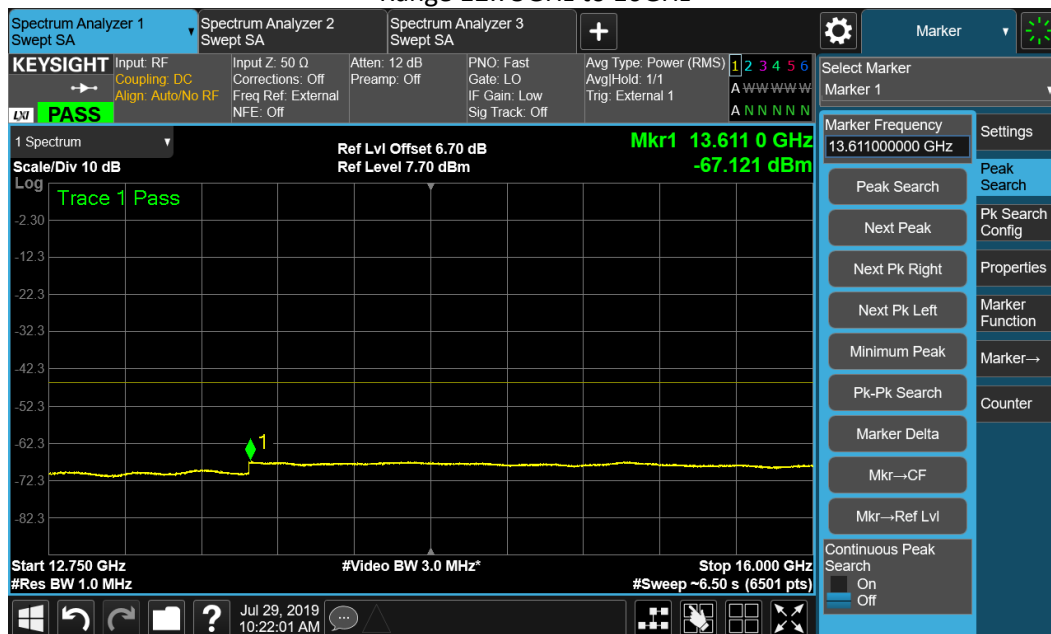 Spectrum Analyzer 1
Swept SA
Spectrum Analyzer 2
Swept SA
Spectrum Analyzer 3
Swept SA
+
Marker
KEYSIGHT
LXI
PASS
Input: RF
Coupling: DC
Align: Auto/No RF
Input Z: 50 Ω
Corrections: Off
Freq Ref: External
NFE: Off
Atten: 12 dB
Preamp: Off
PNO: Fast
Gate: LO
IF Gain: Low
Sig Track: Off
Avg Type: Power (RMS)
Avg|Hold: 1/1
Trig: External 1
1 2 3 4 5 6
A W W W W W
A N N N N N
Select Marker
Marker 1
1 Spectrum
Scale/Div 10 dB
Ref Lvl Offset 6.70 dB
Ref Level 7.70 dBm
Mkr1 13.611 0 GHz
-67.121 dBm
Log
Trace 1 Pass
-2.30
-12.3
-22.3
-32.3
-42.3
-52.3
-62.3
-72.3
-82.3
1
Start 12.750 GHz
#Res BW 1.0 MHz
#Video BW 3.0 MHz*
Stop 16.000 GHz
#Sweep ~6.50 s (6501 pts)
Marker Frequency
13.611000000 GHz
Peak Search
Next Peak
Next Pk Right
Next Pk Left
Minimum Peak
Pk-Pk Search
Marker Delta
Mkr→CF
Mkr→Ref Lvl
Continuous Peak
Search
On
Off
Settings
Peak
Search
Pk Search
Config
Properties
Marker
Function
Marker→
Counter
?
Jul 29, 2019
10:22:01 AM